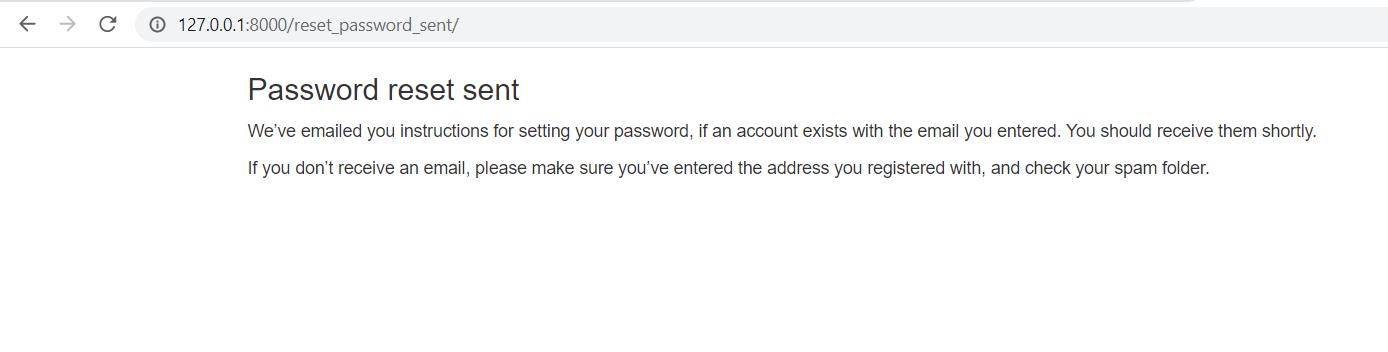 127.0.0.1:8000/reset_password_sent/
Password reset sent
We’ve emailed you instructions for setting your password, if an account exists with the email you entered. You should receive them shortly.
If you don’t receive an email, please make sure you’ve entered the address you registered with, and check your spam folder.